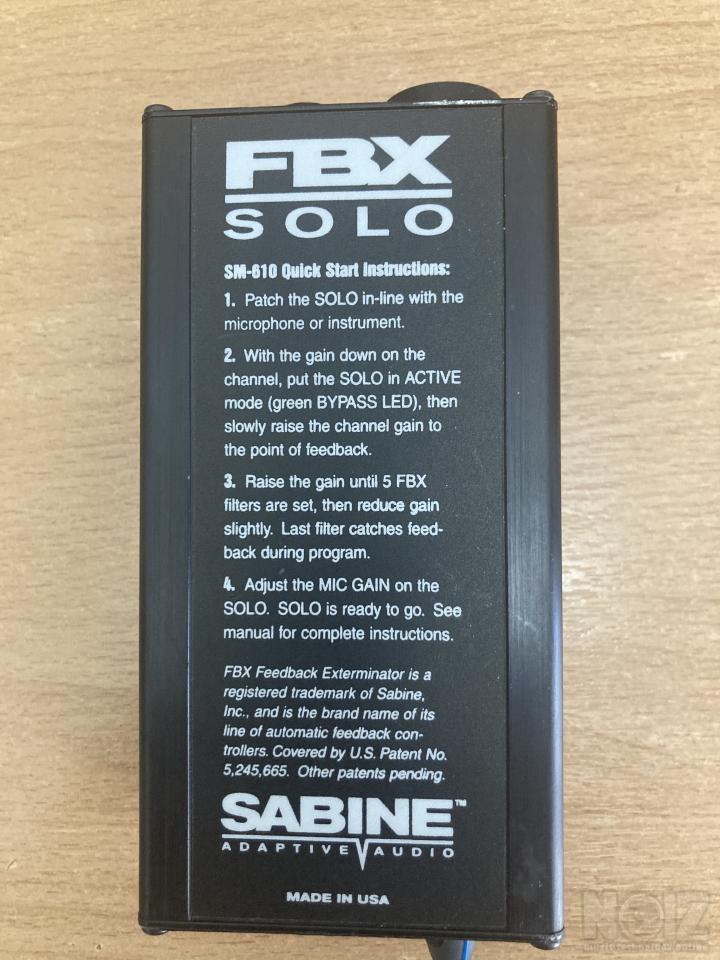 FBX
SOLO
SM-610 Quick Start Instructions:
1. Patch the SOLO in-line with the
microphone or instrument.
2. With the gain down on the
channel, put the SOLO in ACTIVE
mode (green BYPASS LED), then
slowly raise the channel gain to
the point of feedback.
3. Raise the gain until 5 FBX
filters are set, then reduce gain
slightly. Last filter catches feed-
back during program.
4. Adjust the MIC GAIN on the
SOLO. SOLO is ready to go. See
manual for complete instructions.
FBX Feedback Exterminator is a
registered trademark of Sabine,
Inc., and is the brand name of its
line of automatic feedback con-
trollers. Covered by U.S. Patent No.
5,245,665. Other patents pending.
SABINE™
ADAPTIVE AUDIO
MADE IN USA
NOIZ